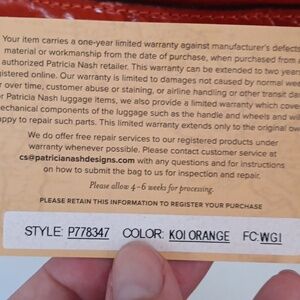 Your item carries a one-year limited warranty against manufacturer's defects
material or workmanship from the date of purchase, when purchased from
authorized Patricia Nash retailer. This warranty can be extended to two years
gistered online. Our warranty is limited to damages not caused by normal wear
r over time, customer abuse or staining, or airline handling or other transit da
r Patricia Nash luggage items, we also provide a limited warranty which cove
echanical components of the luggage such as the handle and wheels and will
appy to repair such parts. This limited warranty extends only to the original ow
We do offer free repair services to our registered products under
warranty whenever possible. Please contact customer service at
cs@patricianashdesigns.com with any questions and for instructions
on how to submit the bag to us for inspection and repair.
Please allow 4-6 weeks for processing.
PLEASE RETAIN THIS INFORMATION TO REGISTER YOUR PURCHASE
STYLE: P778347 COLOR: KOI ORANGE FC:WGI